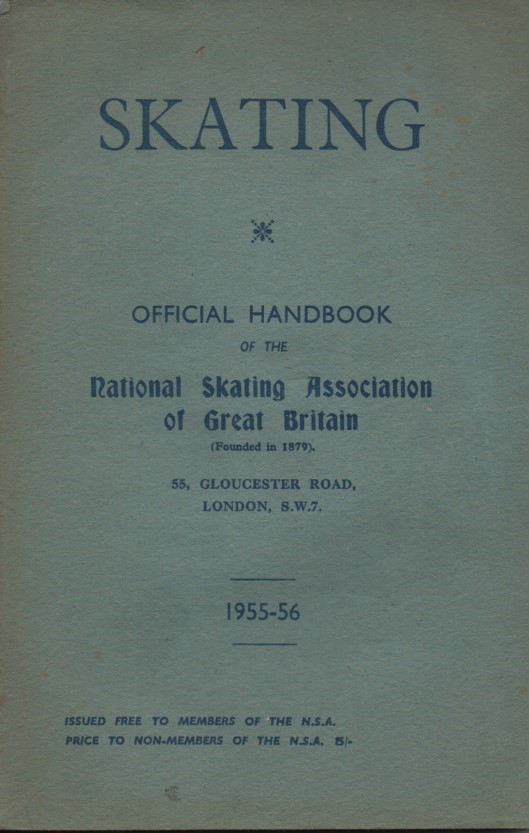 SKATING
OFFICIAL HANDBOOK
OF THE
National Skating Association
of Great Britain
(Founded in 1879).
55, GLOUCESTER ROAD,
LONDON, S.W.7.
1955-56
ISSUED FREE TO MEMBERS OF THE N.S.A.
PRICE TO NON-MEMBERS OF THE N.S.A. 5/-